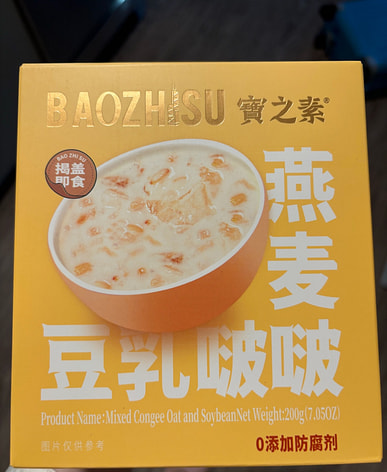 BAOZHISU 寶之素®
BAO ZHI SU
揭盖
即食
燕麦
豆乳啵啵
Product Name:Mixed Congee Oat and SoybeanNet Weight:200g(7.05OZ)
图片仅供参考
0添加防腐剂